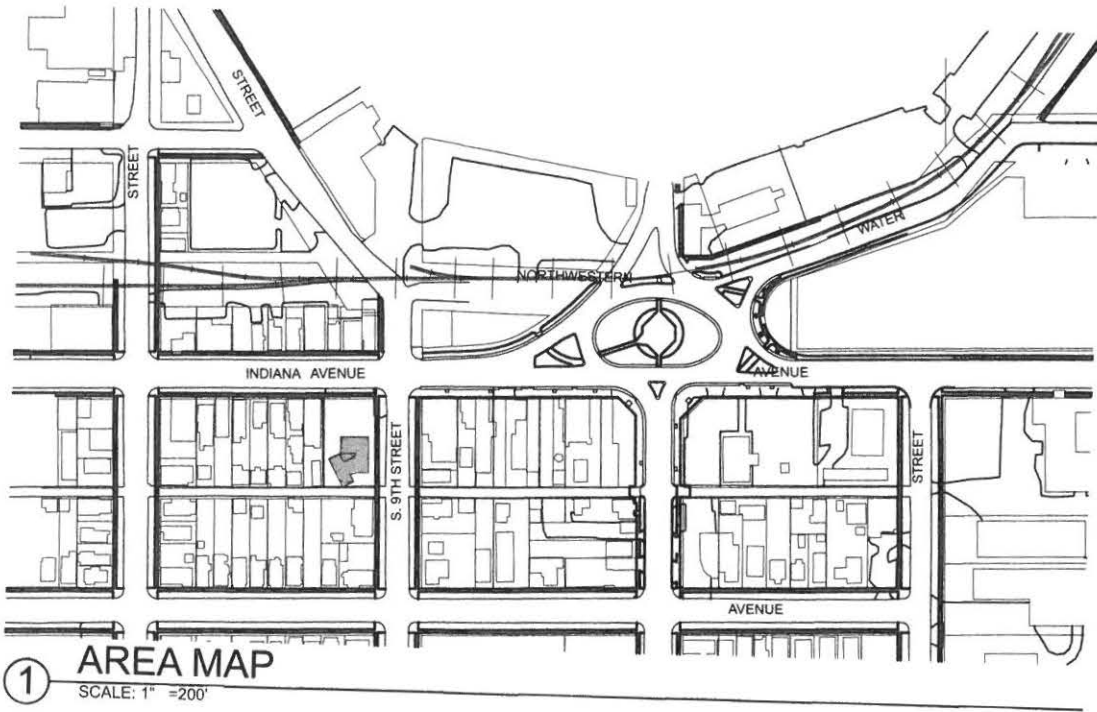 STREET
STREET
WATER
NORTHWESTERN
INDIANA AVENUE
AVENUE
S. 9TH STREET
STREET
AVENUE
1
AREA MAP
SCALE: 1" =200'